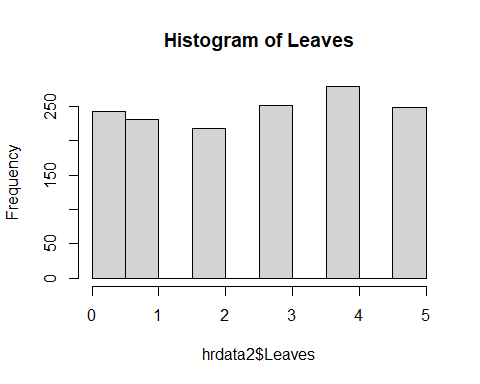 Histogram of Leaves
Frequency
250
150
50
0
0 1 2 3 4 5
hrdata2$Leaves